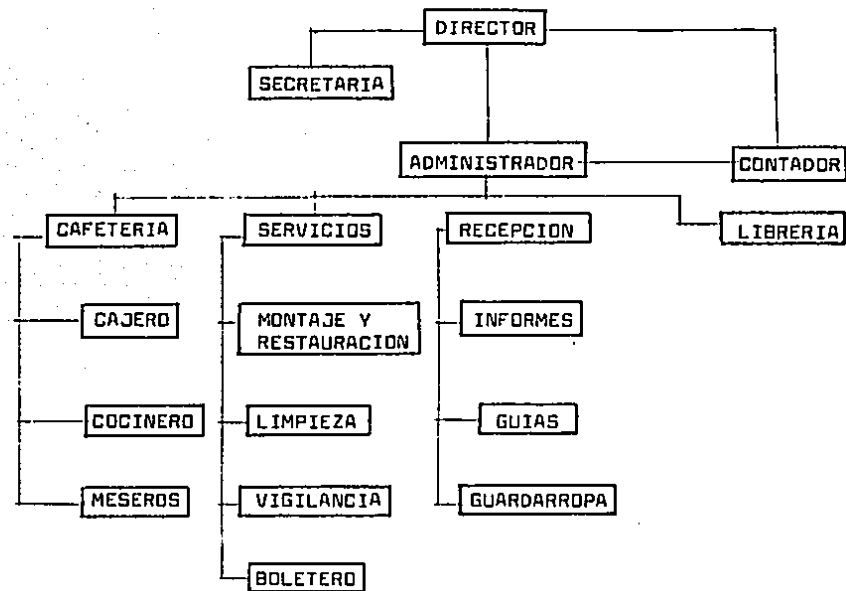 DIRECTOR
SECRETARIA
ADMINISTRADOR
CONTADOR
CAFETERIA
SERVICIOS
RECEPCION
LIBRERIA
CAJERO
MONTAJE Y
RESTAURACION
INFORMES
COCINERO
LIMPIEZA
GUIAS
MESEROS
VIGILANCIA
GUARDARROPA
BOLETERO